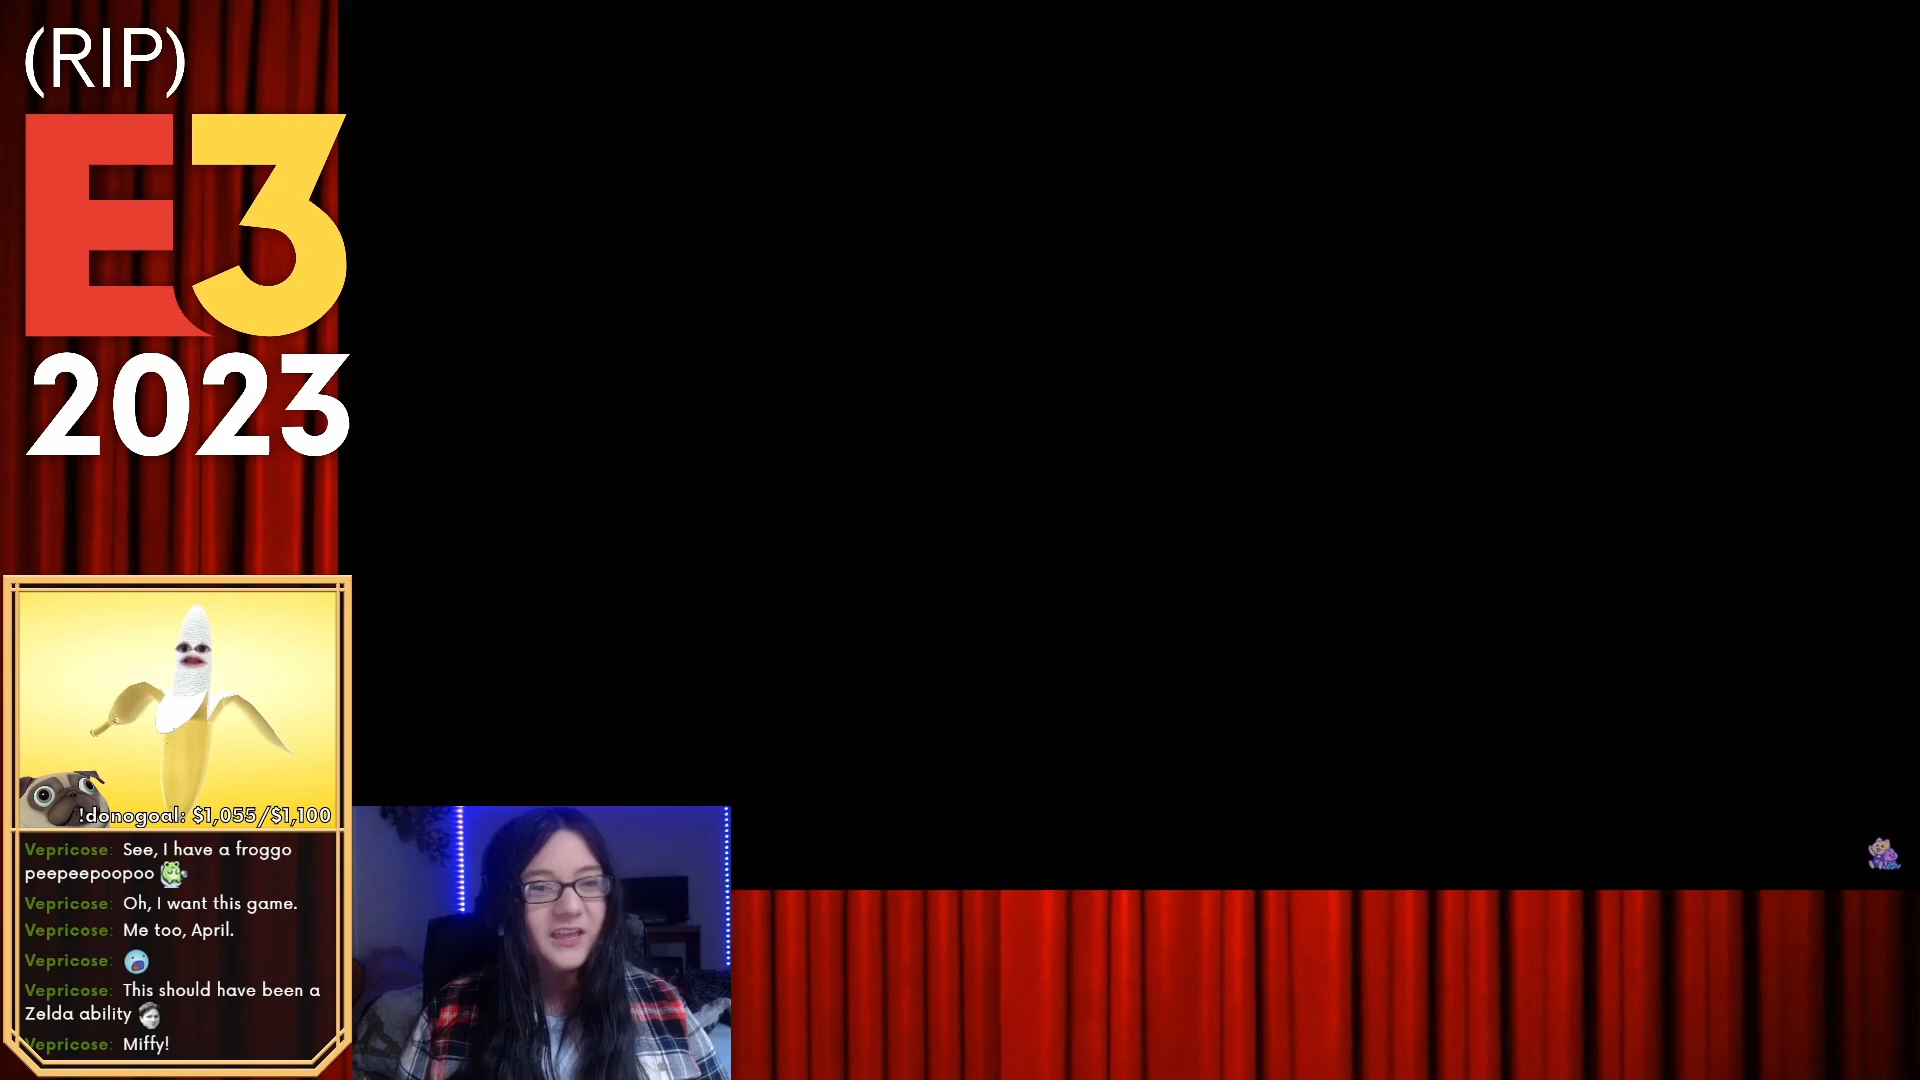 (RIP)
E3
2023
!donogoal: $1,055/$1,100
Vepricose: See, I have a froggo
peepeepoopoo
Vepricose: Oh, I want this game.
Vepricose: Me too, April.
Vepricose:
Vepricose: This should have been a
Zelda ability
Vepricose: Miffy!